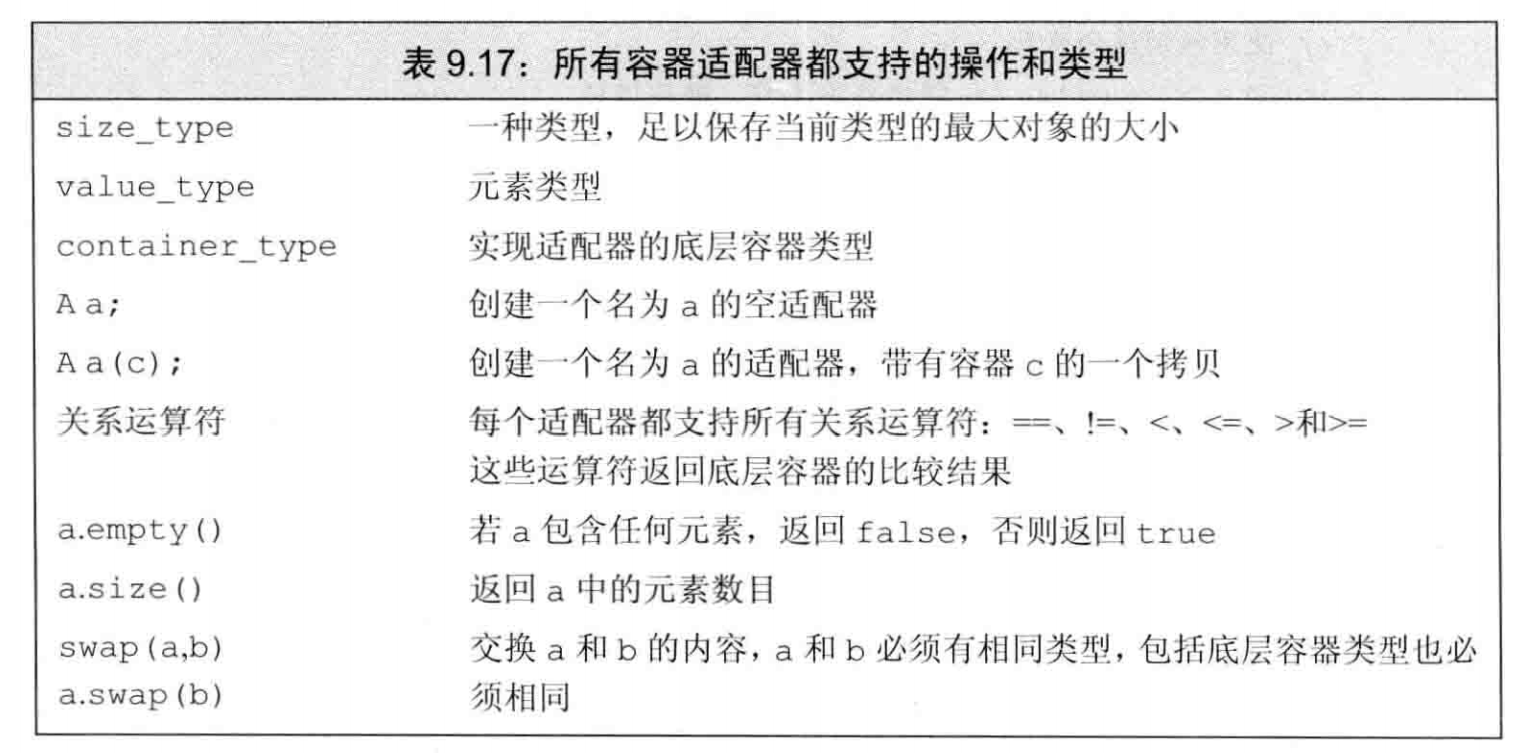 表 9.17：所有容器适配器都支持的操作和类型
size_type 一种类型，足以保存当前类型的最大对象的大小
value_type 元素类型
container_type 实现适配器的底层容器类型
A a; 创建一个名为 a 的空适配器
A a(c); 创建一个名为 a 的适配器，带有容器 c 的一个拷贝
关系运算符 每个适配器都支持所有关系运算符：==、!=、<、<=、>和>=
这些运算符返回底层容器的比较结果
a.empty() 若 a 包含任何元素，返回 false，否则返回 true
a.size() 返回 a 中的元素数目
swap(a,b) 交换 a 和 b 的内容，a 和 b 必须有相同类型，包括底层容器类型也必
a.swap(b) 须相同